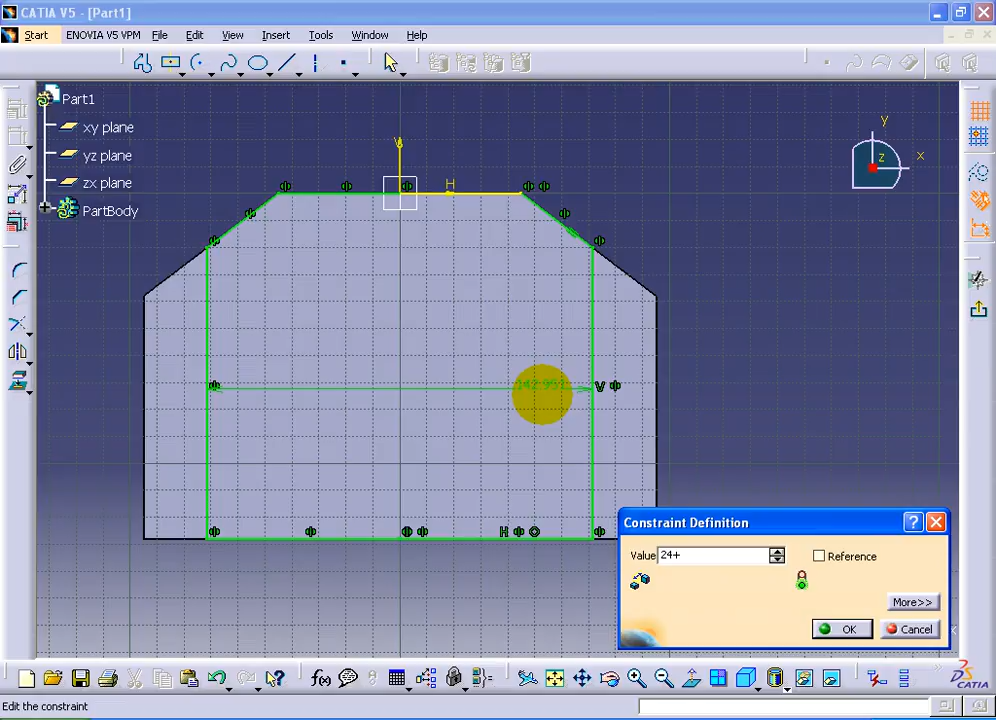 CATIA V5 - [Part1]
Start ENOVIA V5 VPM File Edit View Insert Tools Window Help
Part1
xy plane
yz plane
zx plane
PartBody
V
H
y
x
z
V
H
Constraint Definition
Value 24+ Reference
More>>
OK Cancel
f(x)
CATIA
Edit the constraint